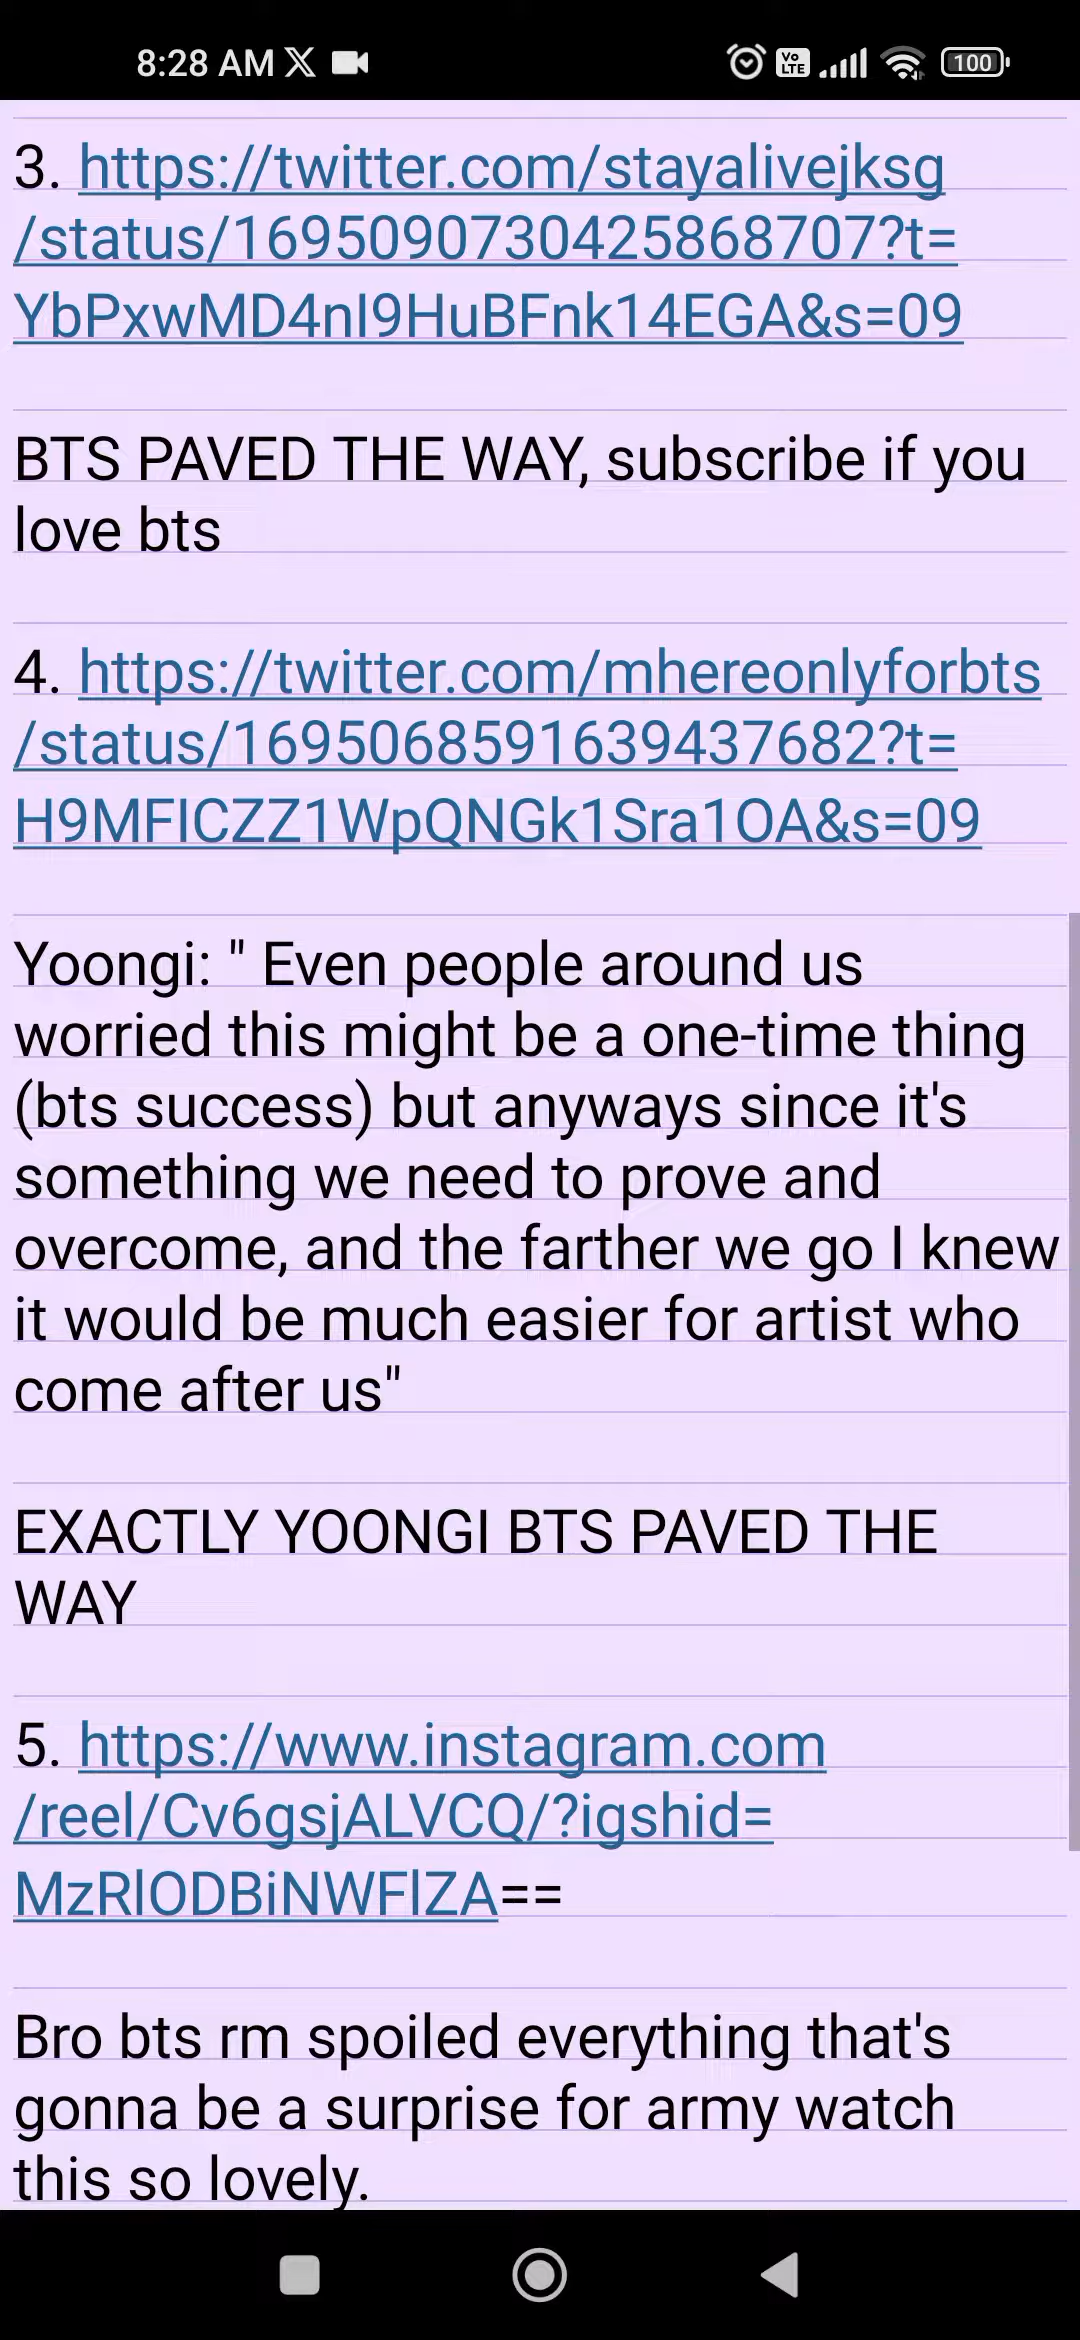 8:28 AM X
Vo LTE 100
3. https://twitter.com/stayalivejksg
/status/1695090730425868707?t=
YbPxwMD4nI9HuBFnk14EGA&s=09
BTS PAVED THE WAY, subscribe if you
love bts
4. https://twitter.com/mhereonlyforbts
/status/1695068591639437682?t=
H9MFICZZ1WpQNGk1Sra1OA&s=09
Yoongi: " Even people around us
worried this might be a one-time thing
(bts success) but anyways since it's
something we need to prove and
overcome, and the farther we go I knew
it would be much easier for artist who
come after us"
EXACTLY YOONGI BTS PAVED THE
WAY
5. https://www.instagram.com
/reel/Cv6gsjALVCQ/?igshid=
MzRlODBiNWFlZA==
Bro bts rm spoiled everything that's
gonna be a surprise for army watch
this so lovely.